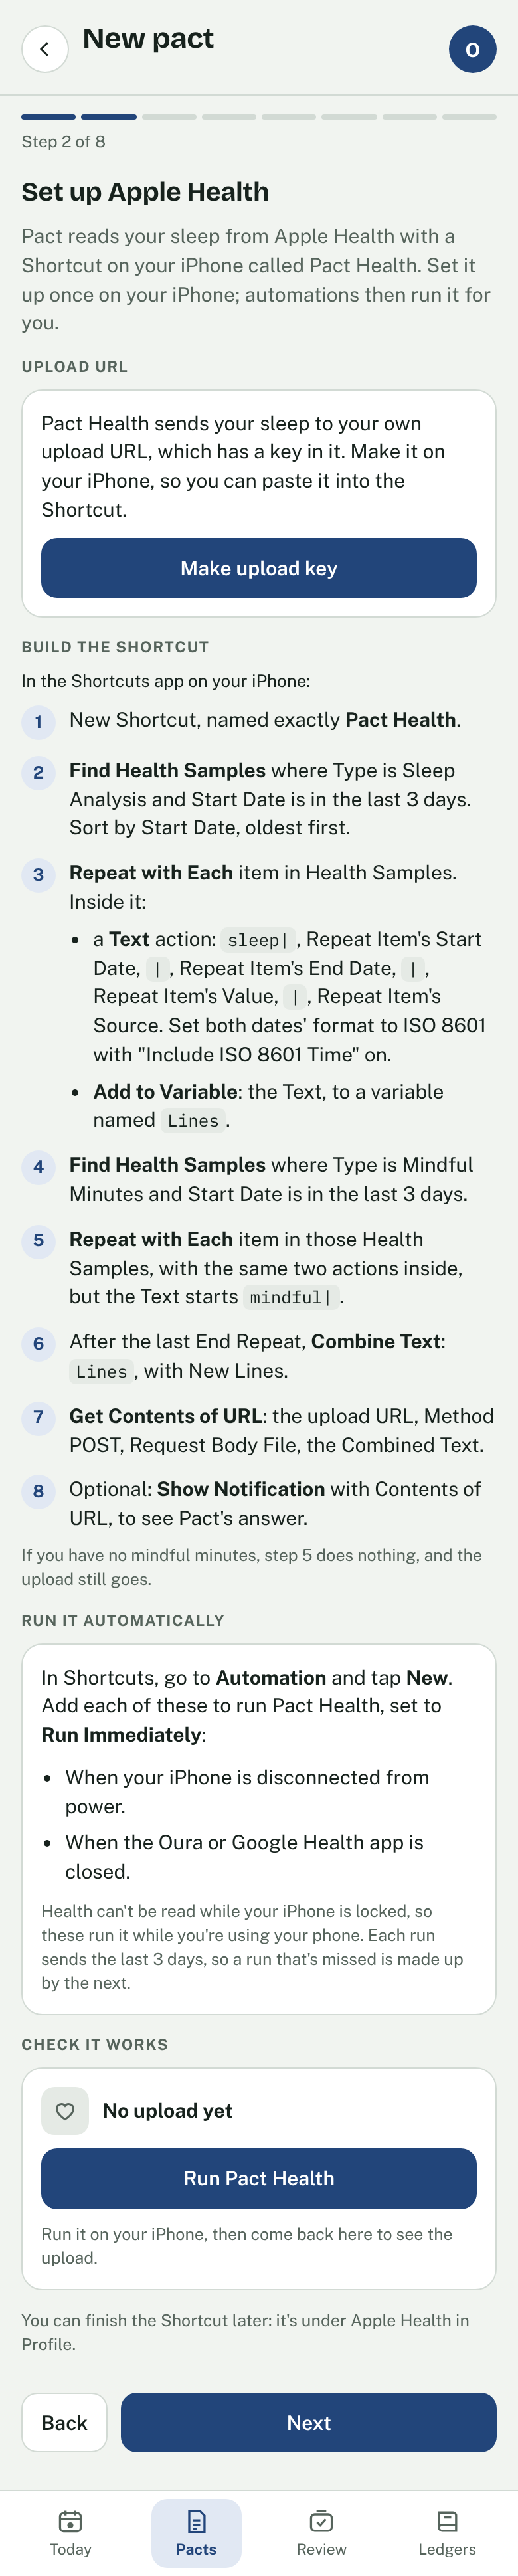 New pact
O
Step 2 of 8
Set up Apple Health
Pact reads your sleep from Apple Health with a
Shortcut on your iPhone called Pact Health. Set it
up once on your iPhone; automations then run it for
you.
UPLOAD URL
Pact Health sends your sleep to your own
upload URL, which has a key in it. Make it on
your iPhone, so you can paste it into the
Shortcut.
Make upload key
BUILD THE SHORTCUT
In the Shortcuts app on your iPhone:
1 New Shortcut, named exactly Pact Health.
2 Find Health Samples where Type is Sleep
Analysis and Start Date is in the last 3 days.
Sort by Start Date, oldest first.
3 Repeat with Each item in Health Samples.
Inside it:
• a Text action: sleep| , Repeat Item's Start
Date, | , Repeat Item's End Date, | ,
Repeat Item's Value, | , Repeat Item's
Source. Set both dates' format to ISO 8601
with "Include ISO 8601 Time" on.
• Add to Variable: the Text, to a variable
named Lines .
4 Find Health Samples where Type is Mindful
Minutes and Start Date is in the last 3 days.
5 Repeat with Each item in those Health
Samples, with the same two actions inside,
but the Text starts mindful| .
6 After the last End Repeat, Combine Text:
Lines , with New Lines.
7 Get Contents of URL: the upload URL, Method
POST, Request Body File, the Combined Text.
8 Optional: Show Notification with Contents of
URL, to see Pact's answer.
If you have no mindful minutes, step 5 does nothing, and the
upload still goes.
RUN IT AUTOMATICALLY
In Shortcuts, go to Automation and tap New.
Add each of these to run Pact Health, set to
Run Immediately:
• When your iPhone is disconnected from
power.
• When the Oura or Google Health app is
closed.
Health can't be read while your iPhone is locked, so
these run it while you're using your phone. Each run
sends the last 3 days, so a run that's missed is made up
by the next.
CHECK IT WORKS
No upload yet
Run Pact Health
Run it on your iPhone, then come back here to see the
upload.
You can finish the Shortcut later: it's under Apple Health in
Profile.
Back
Next
Today
Pacts
Review
Ledgers